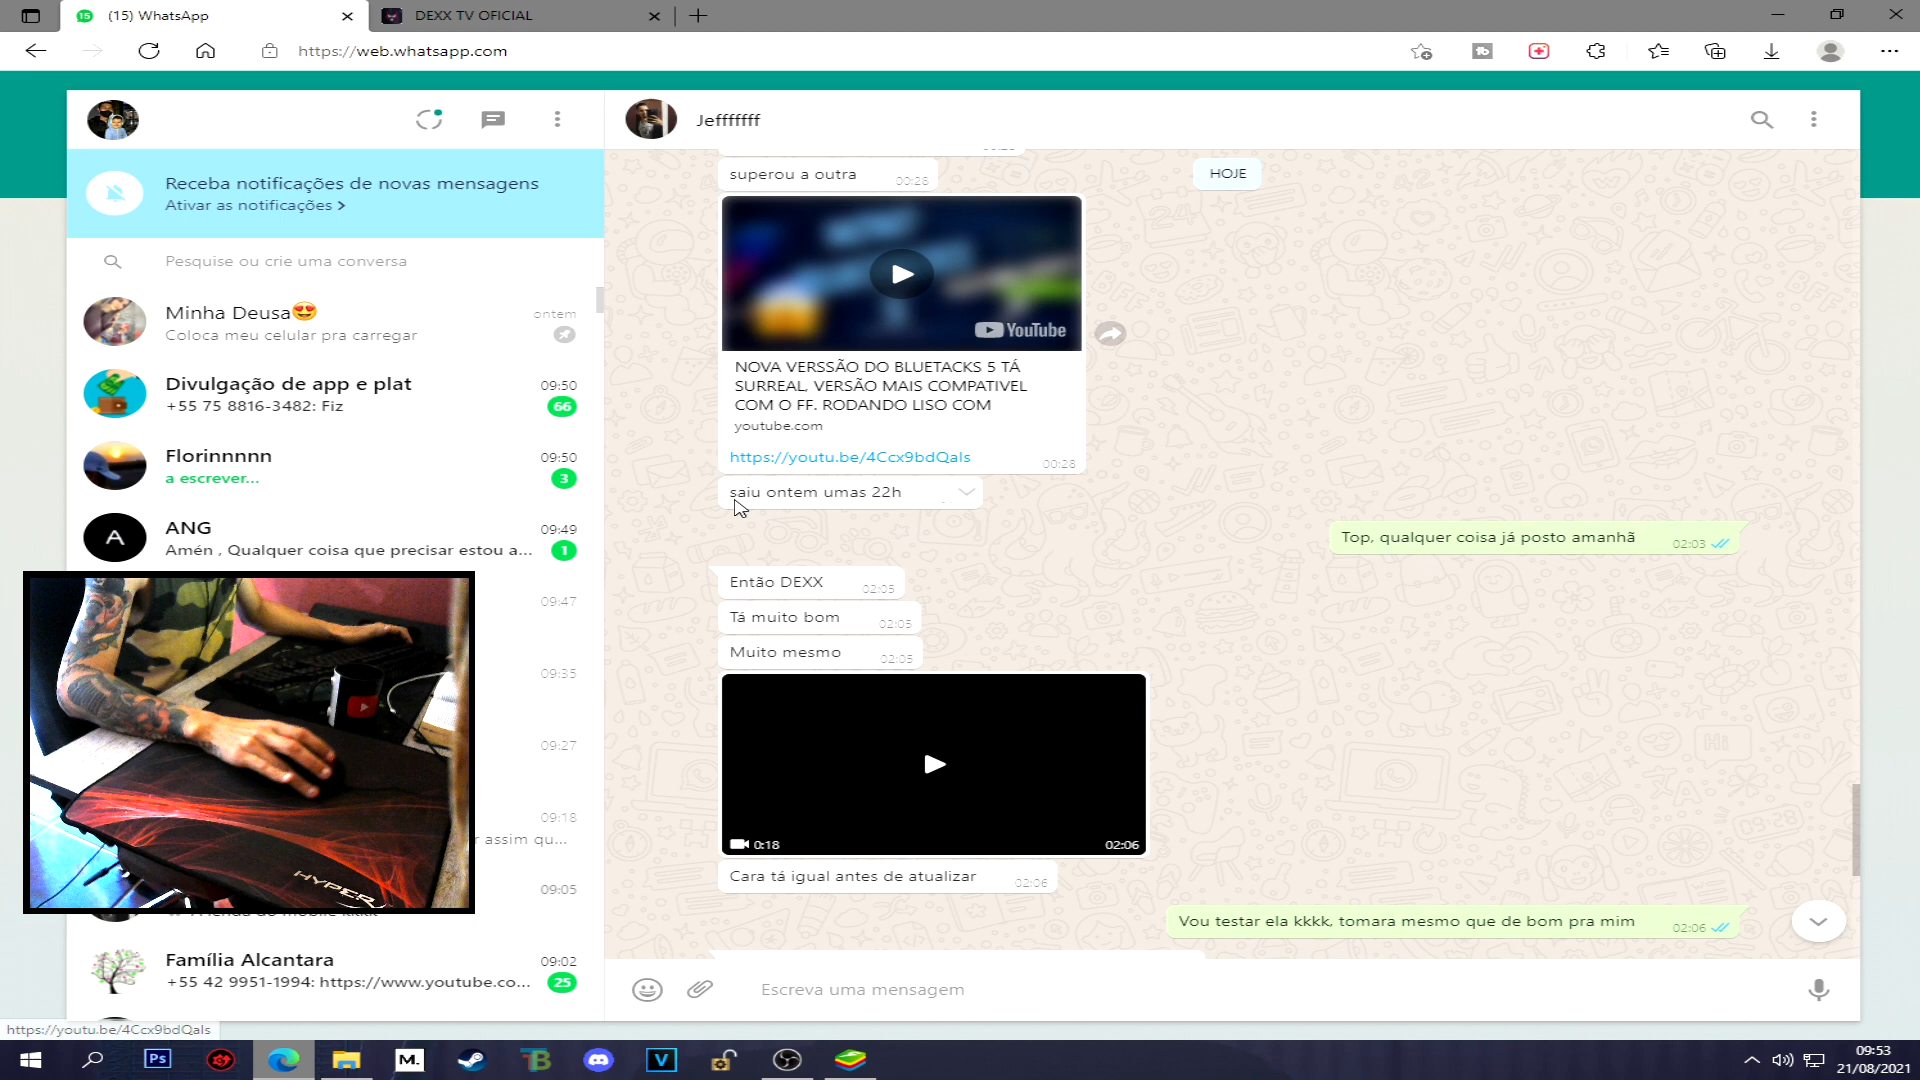 (15) WhatsApp
DEXX TV OFICIAL
https://web.whatsapp.com
Jefffffff
Receba notificações de novas mensagens
Ativar as notificações >
Pesquise ou crie uma conversa
Minha Deusa😍
ontem
Coloca meu celular pra carregar
Divulgação de app e plat
09:50
+55 75 8816-3482: Fiz
66
Florinnnnn
09:50
a escrever...
3
A
ANG
09:49
Amén , Qualquer coisa que precisar estou a...
1
09:47
09:35
09:27
09:18
r assim qu...
09:05
Família Alcantara
09:02
+55 42 9951-1994: https://www.youtube.co...
25
HYPER
superou a outra
00:28
HOJE
YouTube
NOVA VERSSÃO DO BLUETACKS 5 TÁ
SURREAL, VERSÃO MAIS COMPATIVEL
COM O FF. RODANDO LISO COM
youtube.com
https://youtu.be/4Ccx9bdQals
00:28
saiu ontem umas 22h
Top, qualquer coisa já posto amanhã
02:03
Então DEXX
02:05
Tá muito bom
02:05
Muito mesmo
02:05
0:18
02:06
Cara tá igual antes de atualizar
02:06
Vou testar ela kkkk, tomara mesmo que de bom pra mim
02:06
Escreva uma mensagem
https://youtu.be/4Ccx9bdQals
Ps
M.
TB
V
09:53
21/08/2021